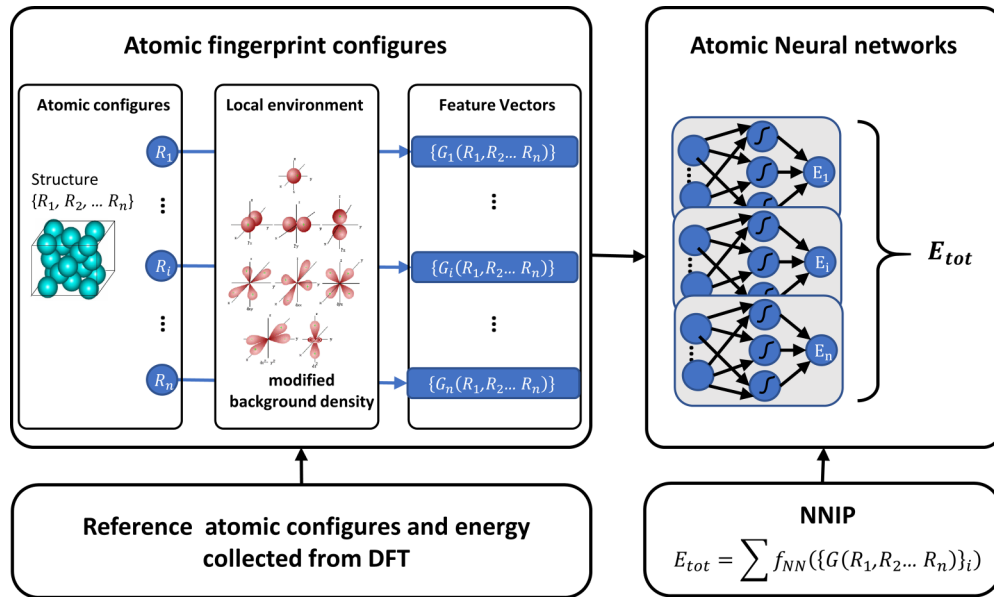 Atomic fingerprint configures
Atomic configures
Local environment
Feature Vectors
R₁
{G₁(R₁,R₂… Rₙ)}
Structure
{R₁, R₂, … Rₙ}
Rᵢ
{Gᵢ(R₁,R₂… Rₙ)}
Rₙ
{Gₙ(R₁,R₂… Rₙ)}
modified
background density
Atomic Neural networks
E₁
Eᵢ
Eₙ
Eₜₒₜ
Reference atomic configures and energy
collected from DFT
NNIP
Eₜₒₜ = ∑ f_NN({G(R₁,R₂… Rₙ)}ᵢ)